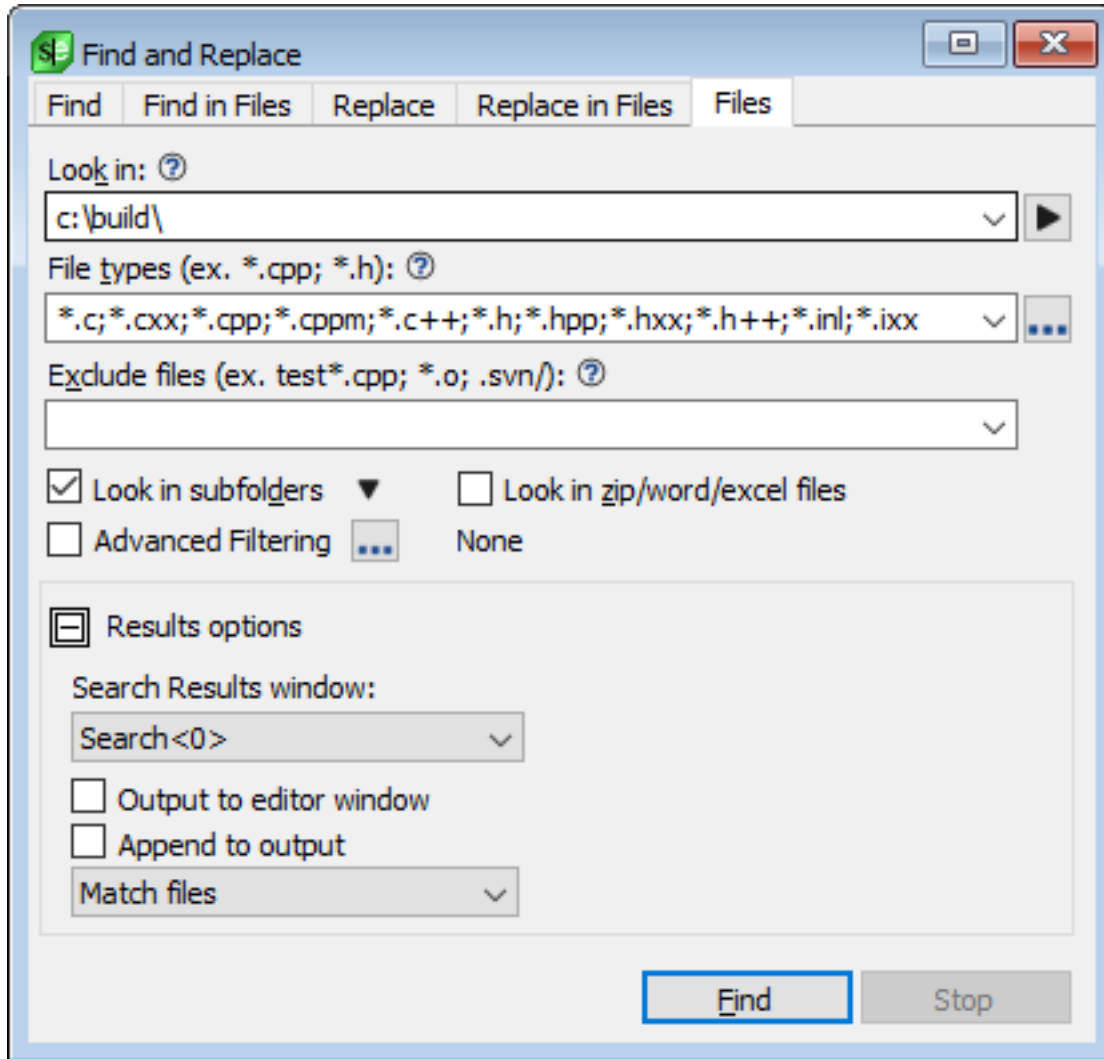 Find and Replace
Find Find in Files Replace Replace in Files Files
Look in:
c:\build\
File types (ex. *.cpp; *.h):
*.c;*.cxx;*.cpp;*.cppm;*.c++;*.h;*.hpp;*.hxx;*.h++;*.inl;*.ixx
Exclude files (ex. test*.cpp; *.o; .svn/):
Look in subfolders Look in zip/word/excel files
Advanced Filtering ... None
Results options
Search Results window:
Search<0>
Output to editor window
Append to output
Match files
Find Stop